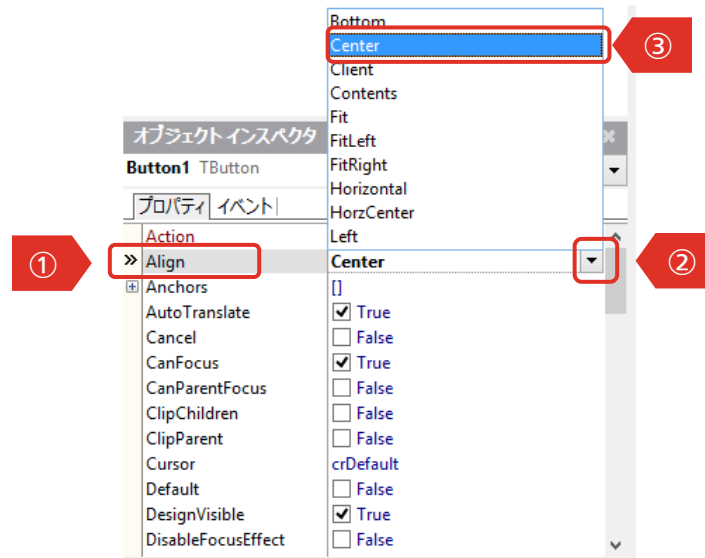 Bottom
Center
③
Client
Contents
Fit
オブジェクト インスペクタ
FitLeft
Button1 TButton
FitRight
Horizontal
プロパティ イベント
HorzCenter
Action
Left
①
Align
Center
②
Anchors
[]
AutoTranslate
True
Cancel
False
CanFocus
True
CanParentFocus
False
ClipChildren
False
ClipParent
False
Cursor
crDefault
Default
False
DesignVisible
True
DisableFocusEffect
False